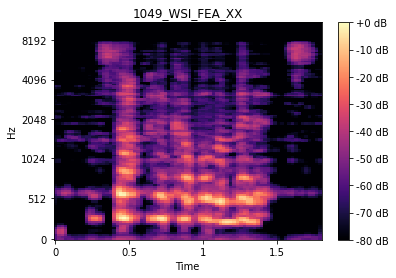 1049_WSI_FEA_XX
8192
4096
2048
1024
512
0
Hz
0
0.5
1
1.5
Time
+0 dB
-10 dB
-20 dB
-30 dB
-40 dB
-50 dB
-60 dB
-70 dB
-80 dB